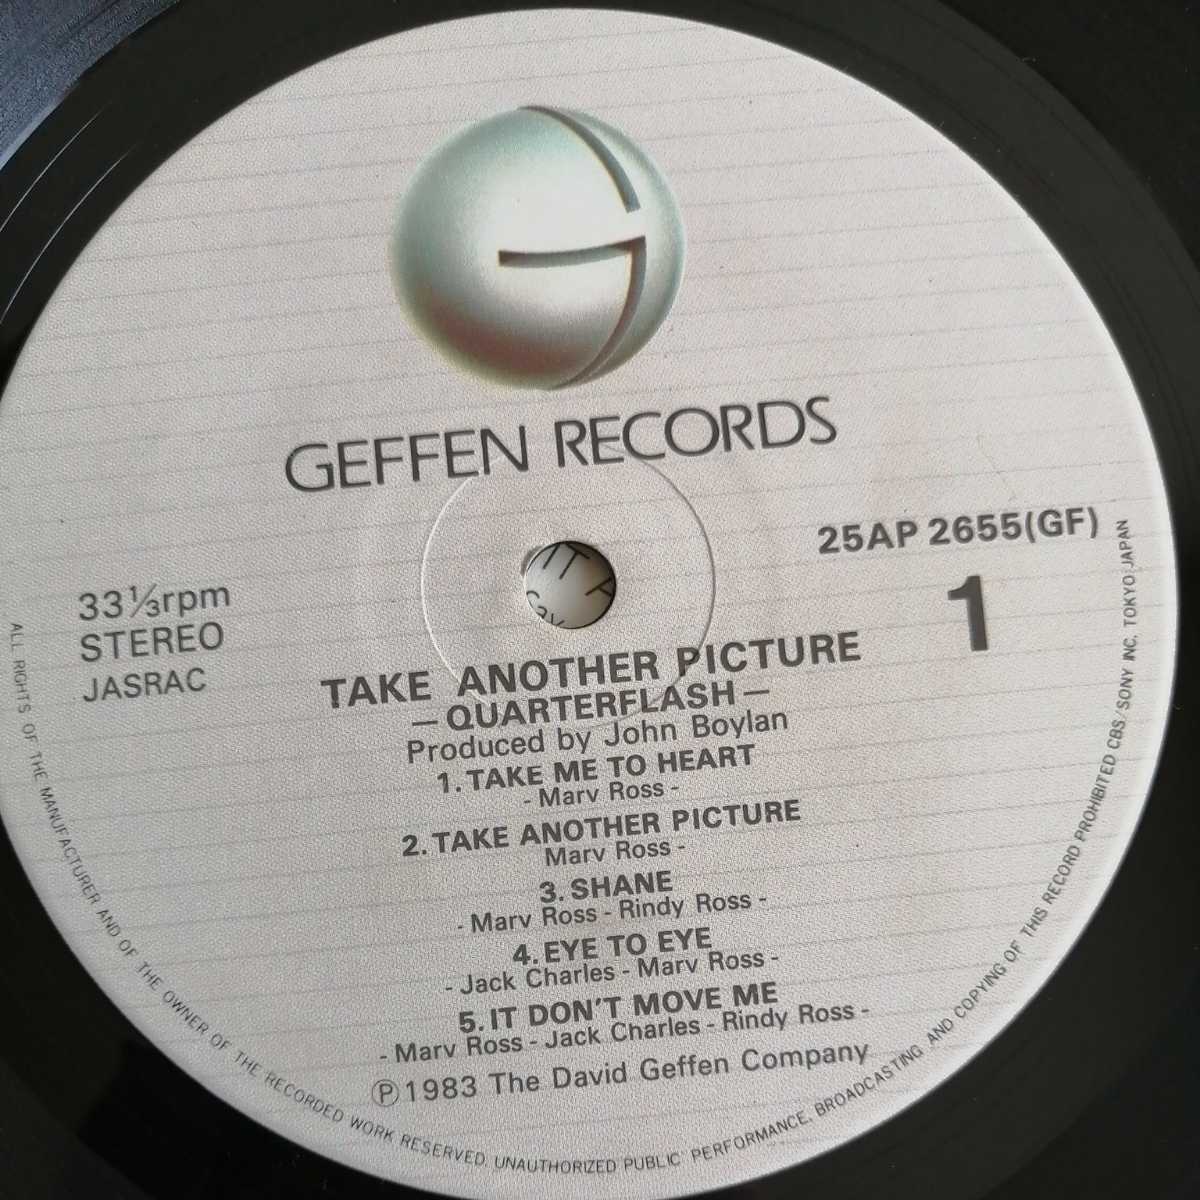 GEFFEN RECORDS
25AP 2655(GF)
1
33⅓rpm
STEREO
JASRAC
TAKE ANOTHER PICTURE
—QUARTERFLASH—
Produced by John Boylan
1. TAKE ME TO HEART
- Marv Ross -
2. TAKE ANOTHER PICTURE
Marv Ross -
3. SHANE
- Marv Ross - Rindy Ross -
4. EYE TO EYE
- Jack Charles - Marv Ross -
5. IT DON'T MOVE ME
- Marv Ross - Jack Charles - Rindy Ross -
Ⓟ1983 The David Geffen Company
ALL RIGHTS OF THE MANUFACTURER AND OF THE OWNER OF THE RECORDED WORK RESERVED. UNAUTHORIZED PUBLIC PERFORMANCE, BROADCASTING AND COPYING OF THIS RECORD PROHIBITED CBS/SONY INC. TOKYO JAPAN